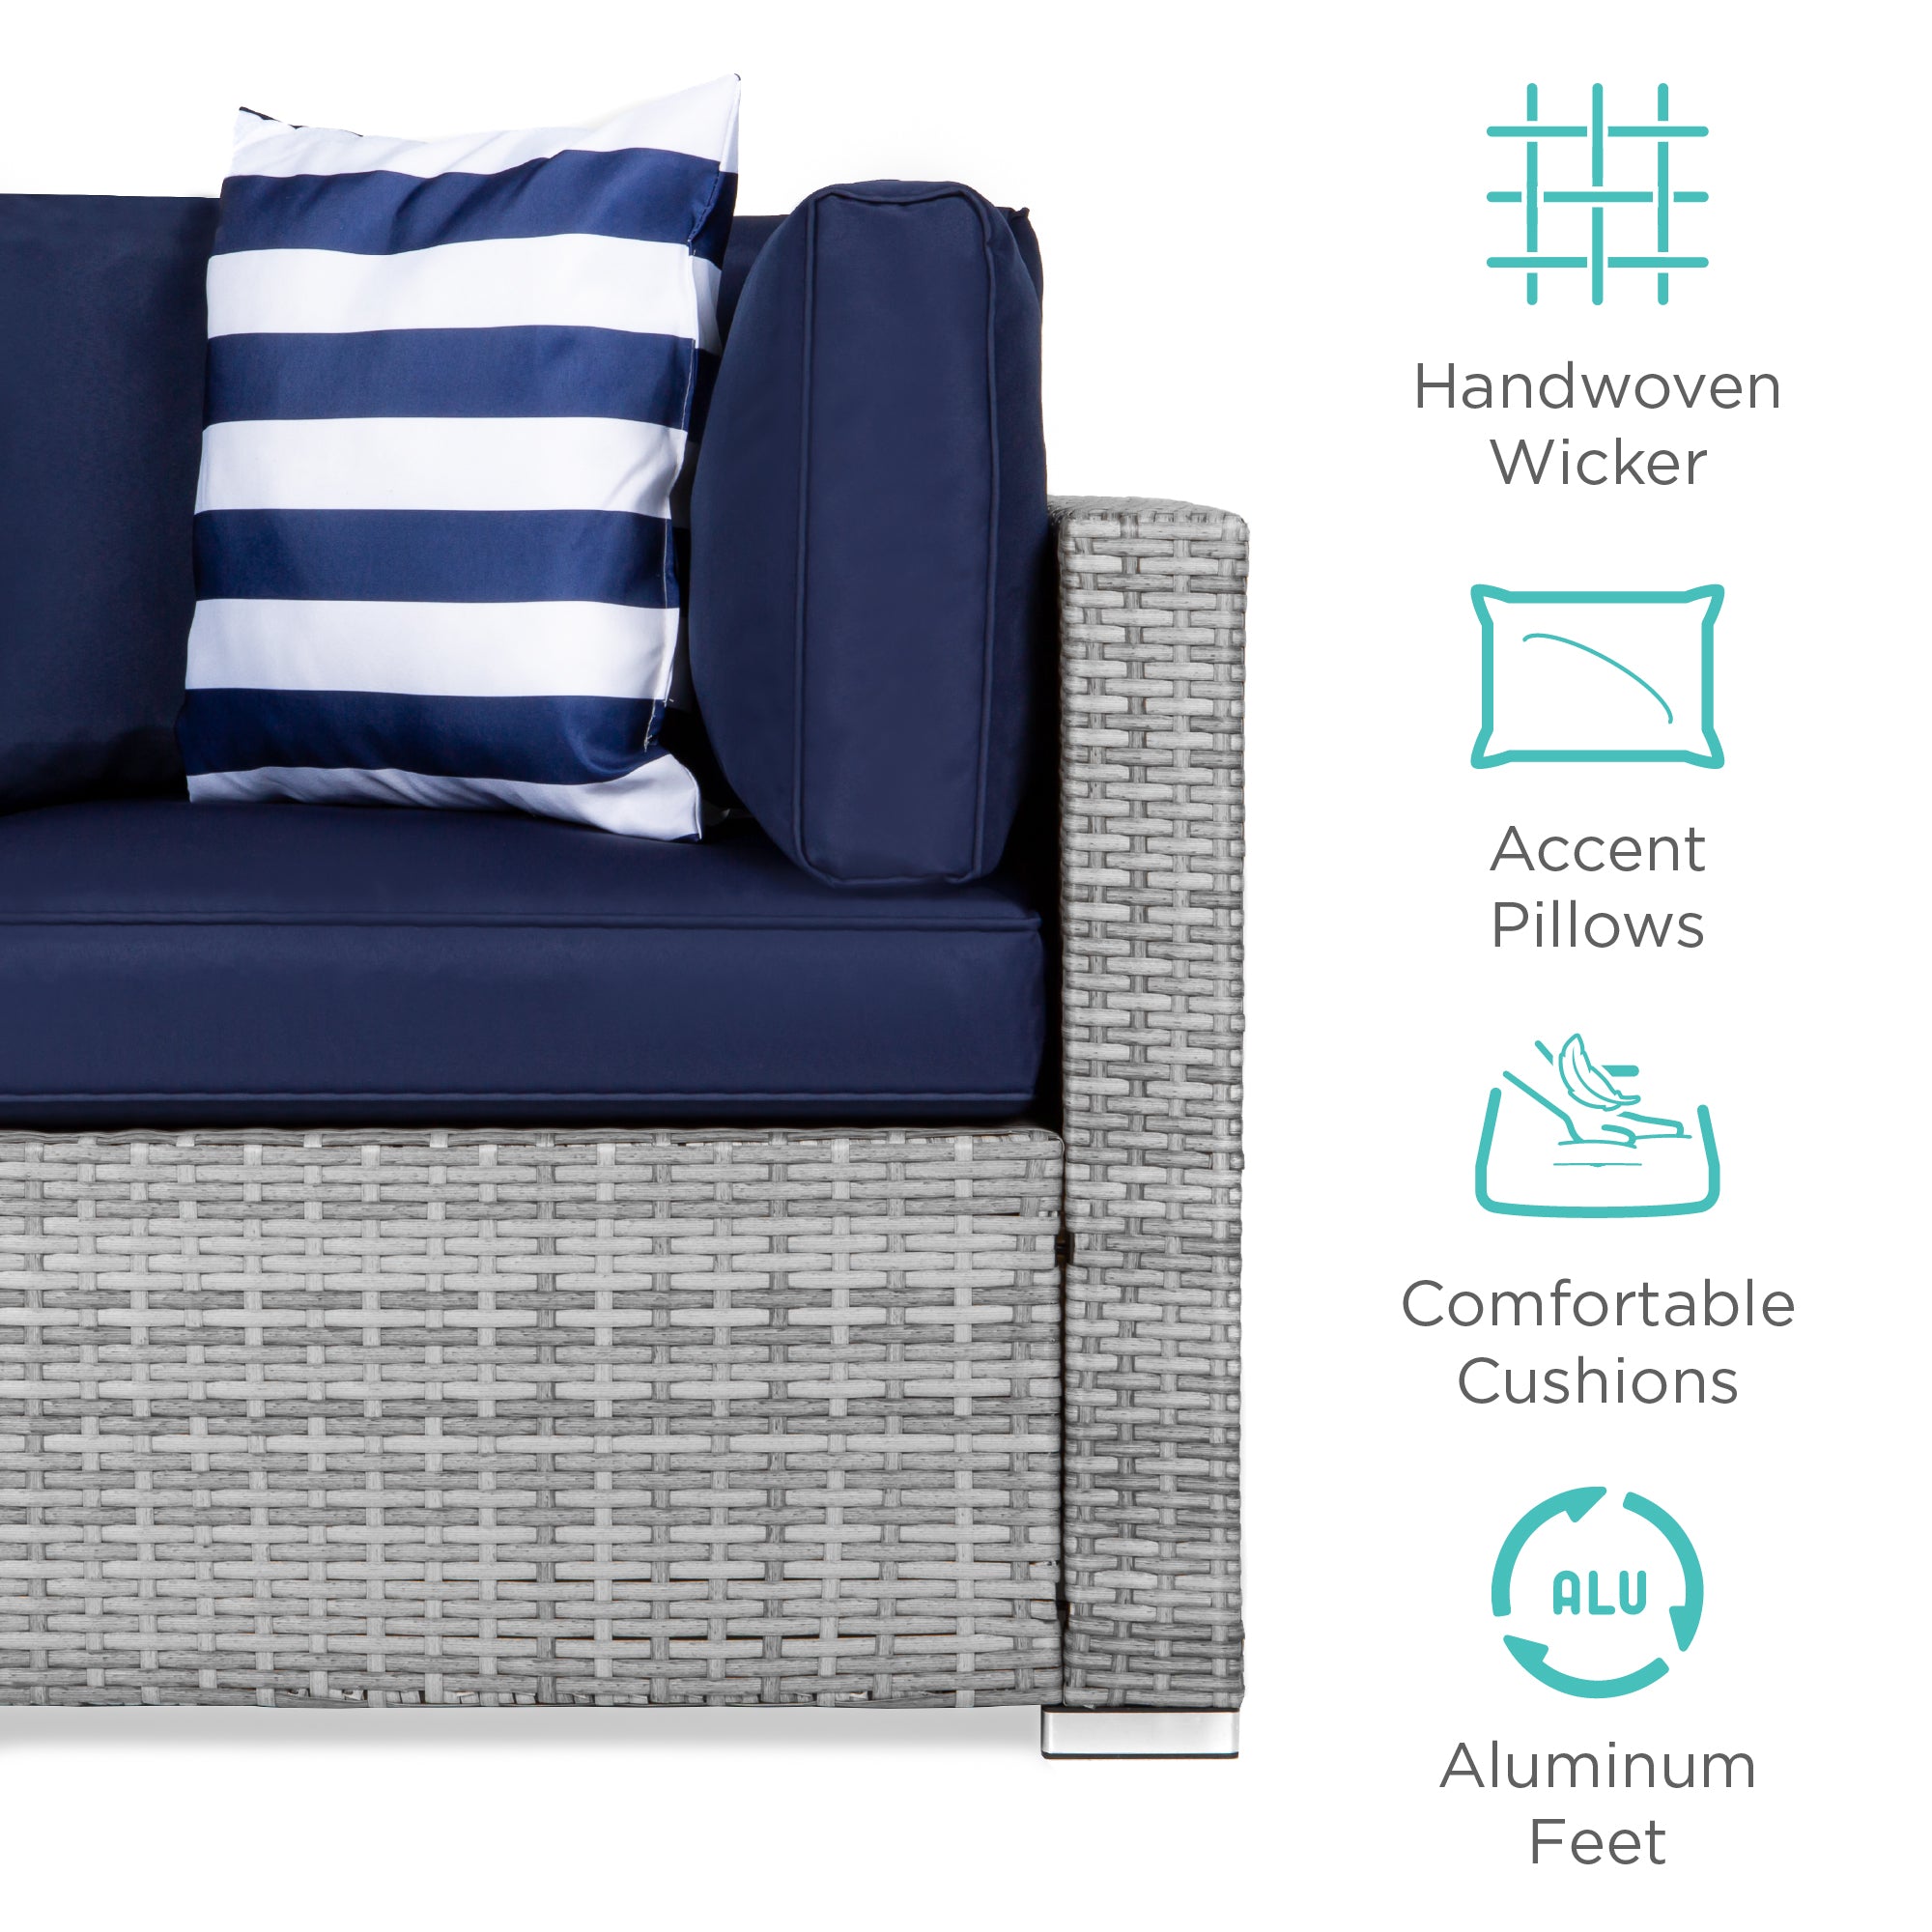 Handwoven
Wicker
Accent
Pillows
Comfortable
Cushions
ALU
Aluminum
Feet